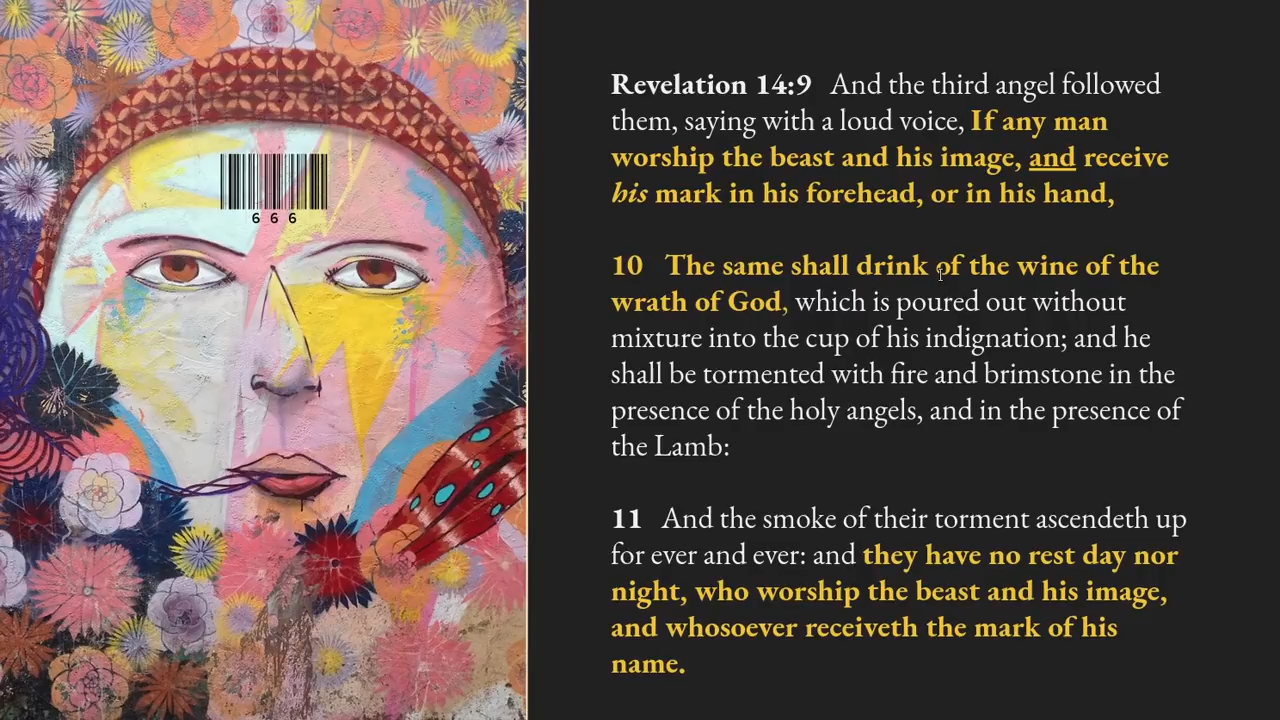 6 6 6
Revelation 14:9 And the third angel followed
them, saying with a loud voice, If any man
worship the beast and his image, and receive
his mark in his forehead, or in his hand,
10 The same shall drink of the wine of the
wrath of God, which is poured out without
mixture into the cup of his indignation; and he
shall be tormented with fire and brimstone in the
presence of the holy angels, and in the presence of
the Lamb:
11 And the smoke of their torment ascendeth up
for ever and ever: and they have no rest day nor
night, who worship the beast and his image,
and whosoever receiveth the mark of his
name.